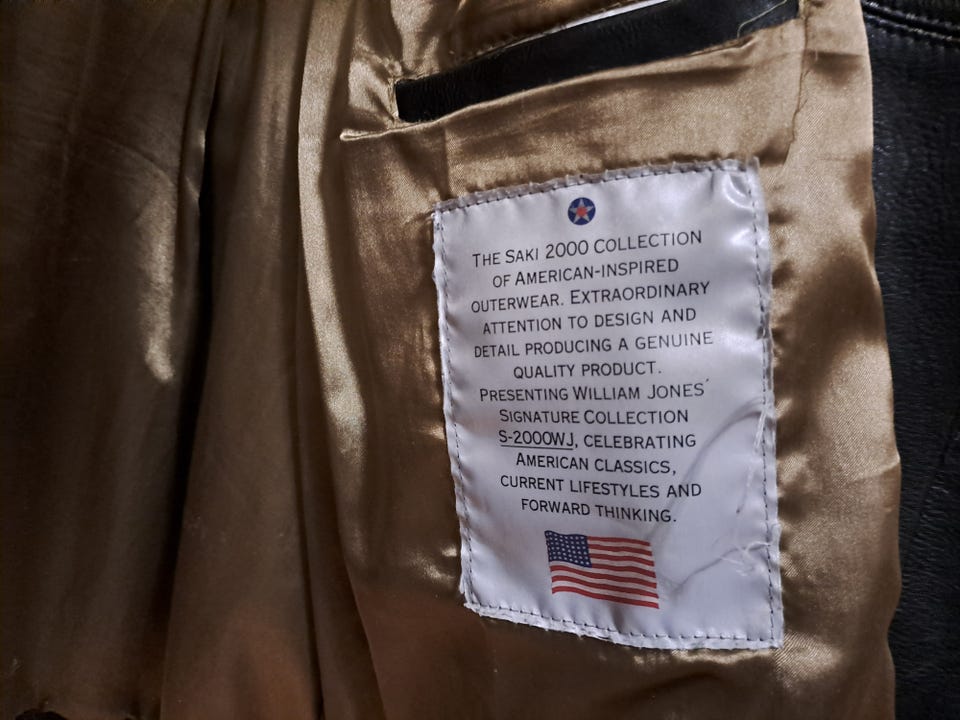 THE SAKI 2000 COLLECTION
OF AMERICAN-INSPIRED
OUTERWEAR. EXTRAORDINARY
ATTENTION TO DESIGN AND
DETAIL PRODUCING A GENUINE
QUALITY PRODUCT.
PRESENTING WILLIAM JONES'
SIGNATURE COLLECTION
S-2000WJ, CELEBRATING
AMERICAN CLASSICS,
CURRENT LIFESTYLES AND
FORWARD THINKING.